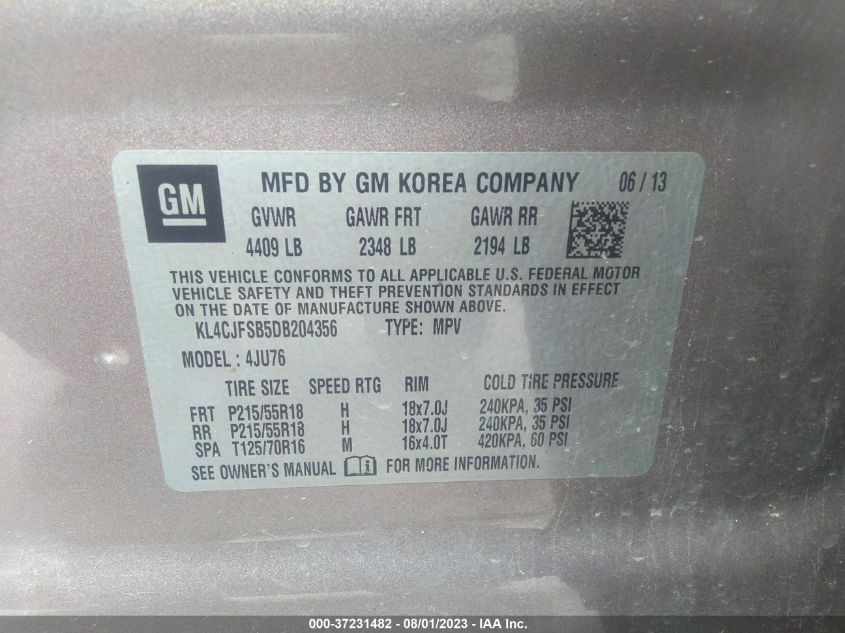 GM MFD BY GM KOREA COMPANY 06 / 13
GVWR GAWR FRT GAWR RR
4409 LB 2348 LB 2194 LB
THIS VEHICLE CONFORMS TO ALL APPLICABLE U.S. FEDERAL MOTOR
VEHICLE SAFETY AND THEFT PREVENTION STANDARDS IN EFFECT
ON THE DATE OF MANUFACTURE SHOWN ABOVE.
KL4CJFSB5DB204356 TYPE: MPV
MODEL : 4JU76
TIRE SIZE SPEED RTG RIM COLD TIRE PRESSURE
FRT P215/55R18 H 18x7.0J 240KPA, 35 PSI
RR P215/55R18 H 18x7.0J 240KPA, 35 PSI
SPA T125/70R16 M 16x4.0T 420KPA, 60 PSI
SEE OWNER'S MANUAL FOR MORE INFORMATION.
000-37231482 - 08/01/2023 - IAA Inc.